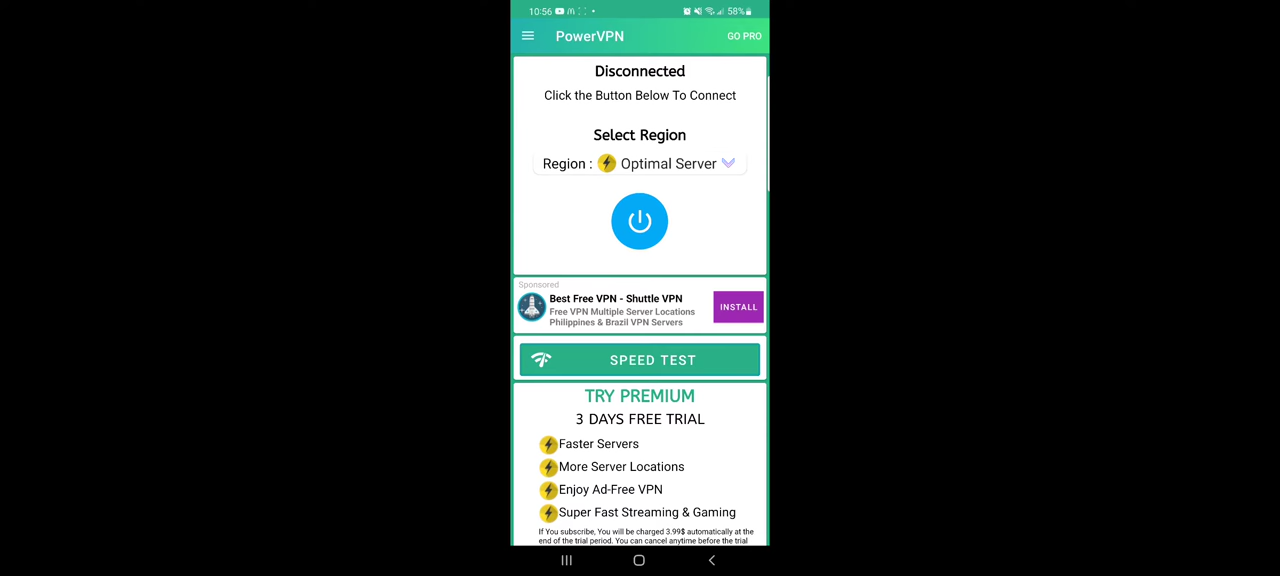 10:56 58%
PowerVPN GO PRO
Disconnected
Click the Button Below To Connect
Select Region
Region : Optimal Server
Sponsored
Best Free VPN - Shuttle VPN
Free VPN Multiple Server Locations
Philippines & Brazil VPN Servers
INSTALL
SPEED TEST
TRY PREMIUM
3 DAYS FREE TRIAL
Faster Servers
More Server Locations
Enjoy Ad-Free VPN
Super Fast Streaming & Gaming
If You subscribe, You will be charged 3.99$ automatically at the
end of the trial period. You can cancel anytime before the trial